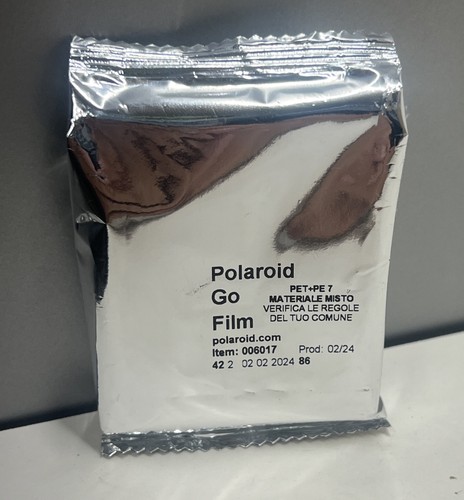 Polaroid
Go
Film
PET+PE 7
MATERIALE MISTO
VERIFICA LE REGOLE
DEL TUO COMUNE
polaroid.com
Item: 006017 Prod: 02/24
42 2 02 02 2024 86